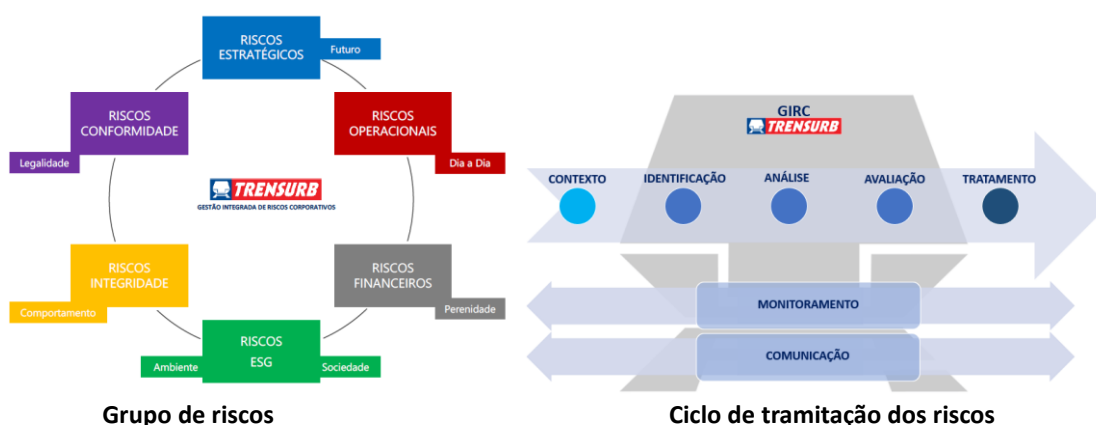 RISCOS
ESTRATÉGICOS
Futuro
RISCOS
CONFORMIDADE
Legalidade
RISCOS
OPERACIONAIS
Dia a Dia
TRENSURB
GESTÃO INTEGRADA DE RISCOS CORPORATIVOS
RISCOS
INTEGRIDADE
Comportamento
RISCOS
FINANCEIROS
Perenidade
RISCOS
ESG
Ambiente
Sociedade
Grupo de riscos
GIRC
TRENSURB
CONTEXTO
IDENTIFICAÇÃO
ANÁLISE
AVALIAÇÃO
TRATAMENTO
MONITORAMENTO
COMUNICAÇÃO
Ciclo de tramitação dos riscos